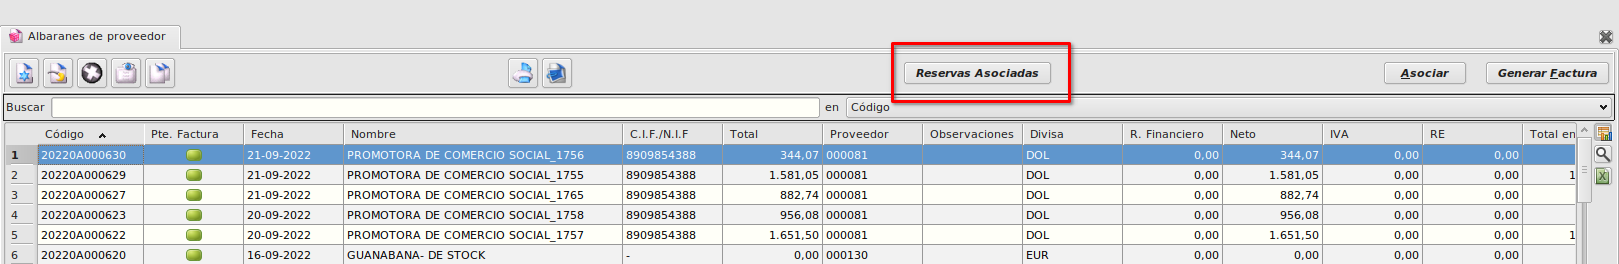 Albaranes de proveedor
Reservas Asociadas Asociar Generar Factura
Buscar en Código
Código Pte. Factura Fecha Nombre C.I.F./N.I.F Total Proveedor Observaciones Divisa R. Financiero Neto IVA RE Total en
1 20220A000630 21-09-2022 PROMOTORA DE COMERCIO SOCIAL_1756 8909854388 344,07 000081 DOL 0,00 344,07 0,00 0,00
2 20220A000629 21-09-2022 PROMOTORA DE COMERCIO SOCIAL_1755 8909854388 1.581,05 000081 DOL 0,00 1.581,05 0,00 0,00 1
3 20220A000627 21-09-2022 PROMOTORA DE COMERCIO SOCIAL_1765 8909854388 882,74 000081 DOL 0,00 882,74 0,00 0,00
4 20220A000623 20-09-2022 PROMOTORA DE COMERCIO SOCIAL_1758 8909854388 956,08 000081 DOL 0,00 956,08 0,00 0,00
5 20220A000622 20-09-2022 PROMOTORA DE COMERCIO SOCIAL_1757 8909854388 1.651,50 000081 DOL 0,00 1.651,50 0,00 0,00 1
6 20220A000620 16-09-2022 GUANABANA- DE STOCK - 0,00 000130 EUR 0,00 0,00 0,00 0,00